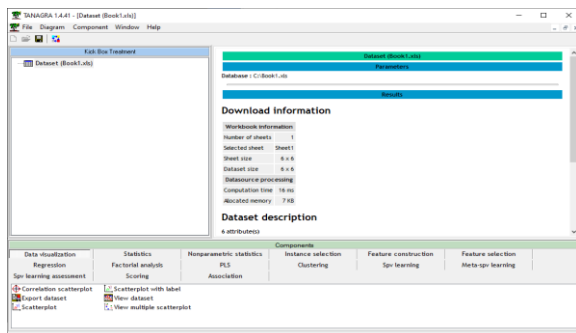 TANAGRA 1.4.41 - [Dataset (Book1.xls)]
File Diagram Component Window Help
Kick Box Treatment
Dataset (Book1.xls)
Dataset (Book1.xls)
Parameters
Database : C:\Book1.xls
Results
Download information
Workbook information
Number of sheets 1
Selected sheet Sheet1
Sheet size 6 x 6
Dataset size 6 x 6
Datasource processing
Computation time 16 ms
Allocated memory 7 KB
Dataset description
6 attribute(s)
Components
Data visualization Statistics Nonparametric statistics Instance selection Feature construction Feature selection
Regression Factorial analysis PLS Clustering Spv learning Meta-spv learning
Spv learning assessment Scoring Association
Correlation scatterplot Scatterplot with label
Export dataset View dataset
Scatterplot View multiple scatterplot